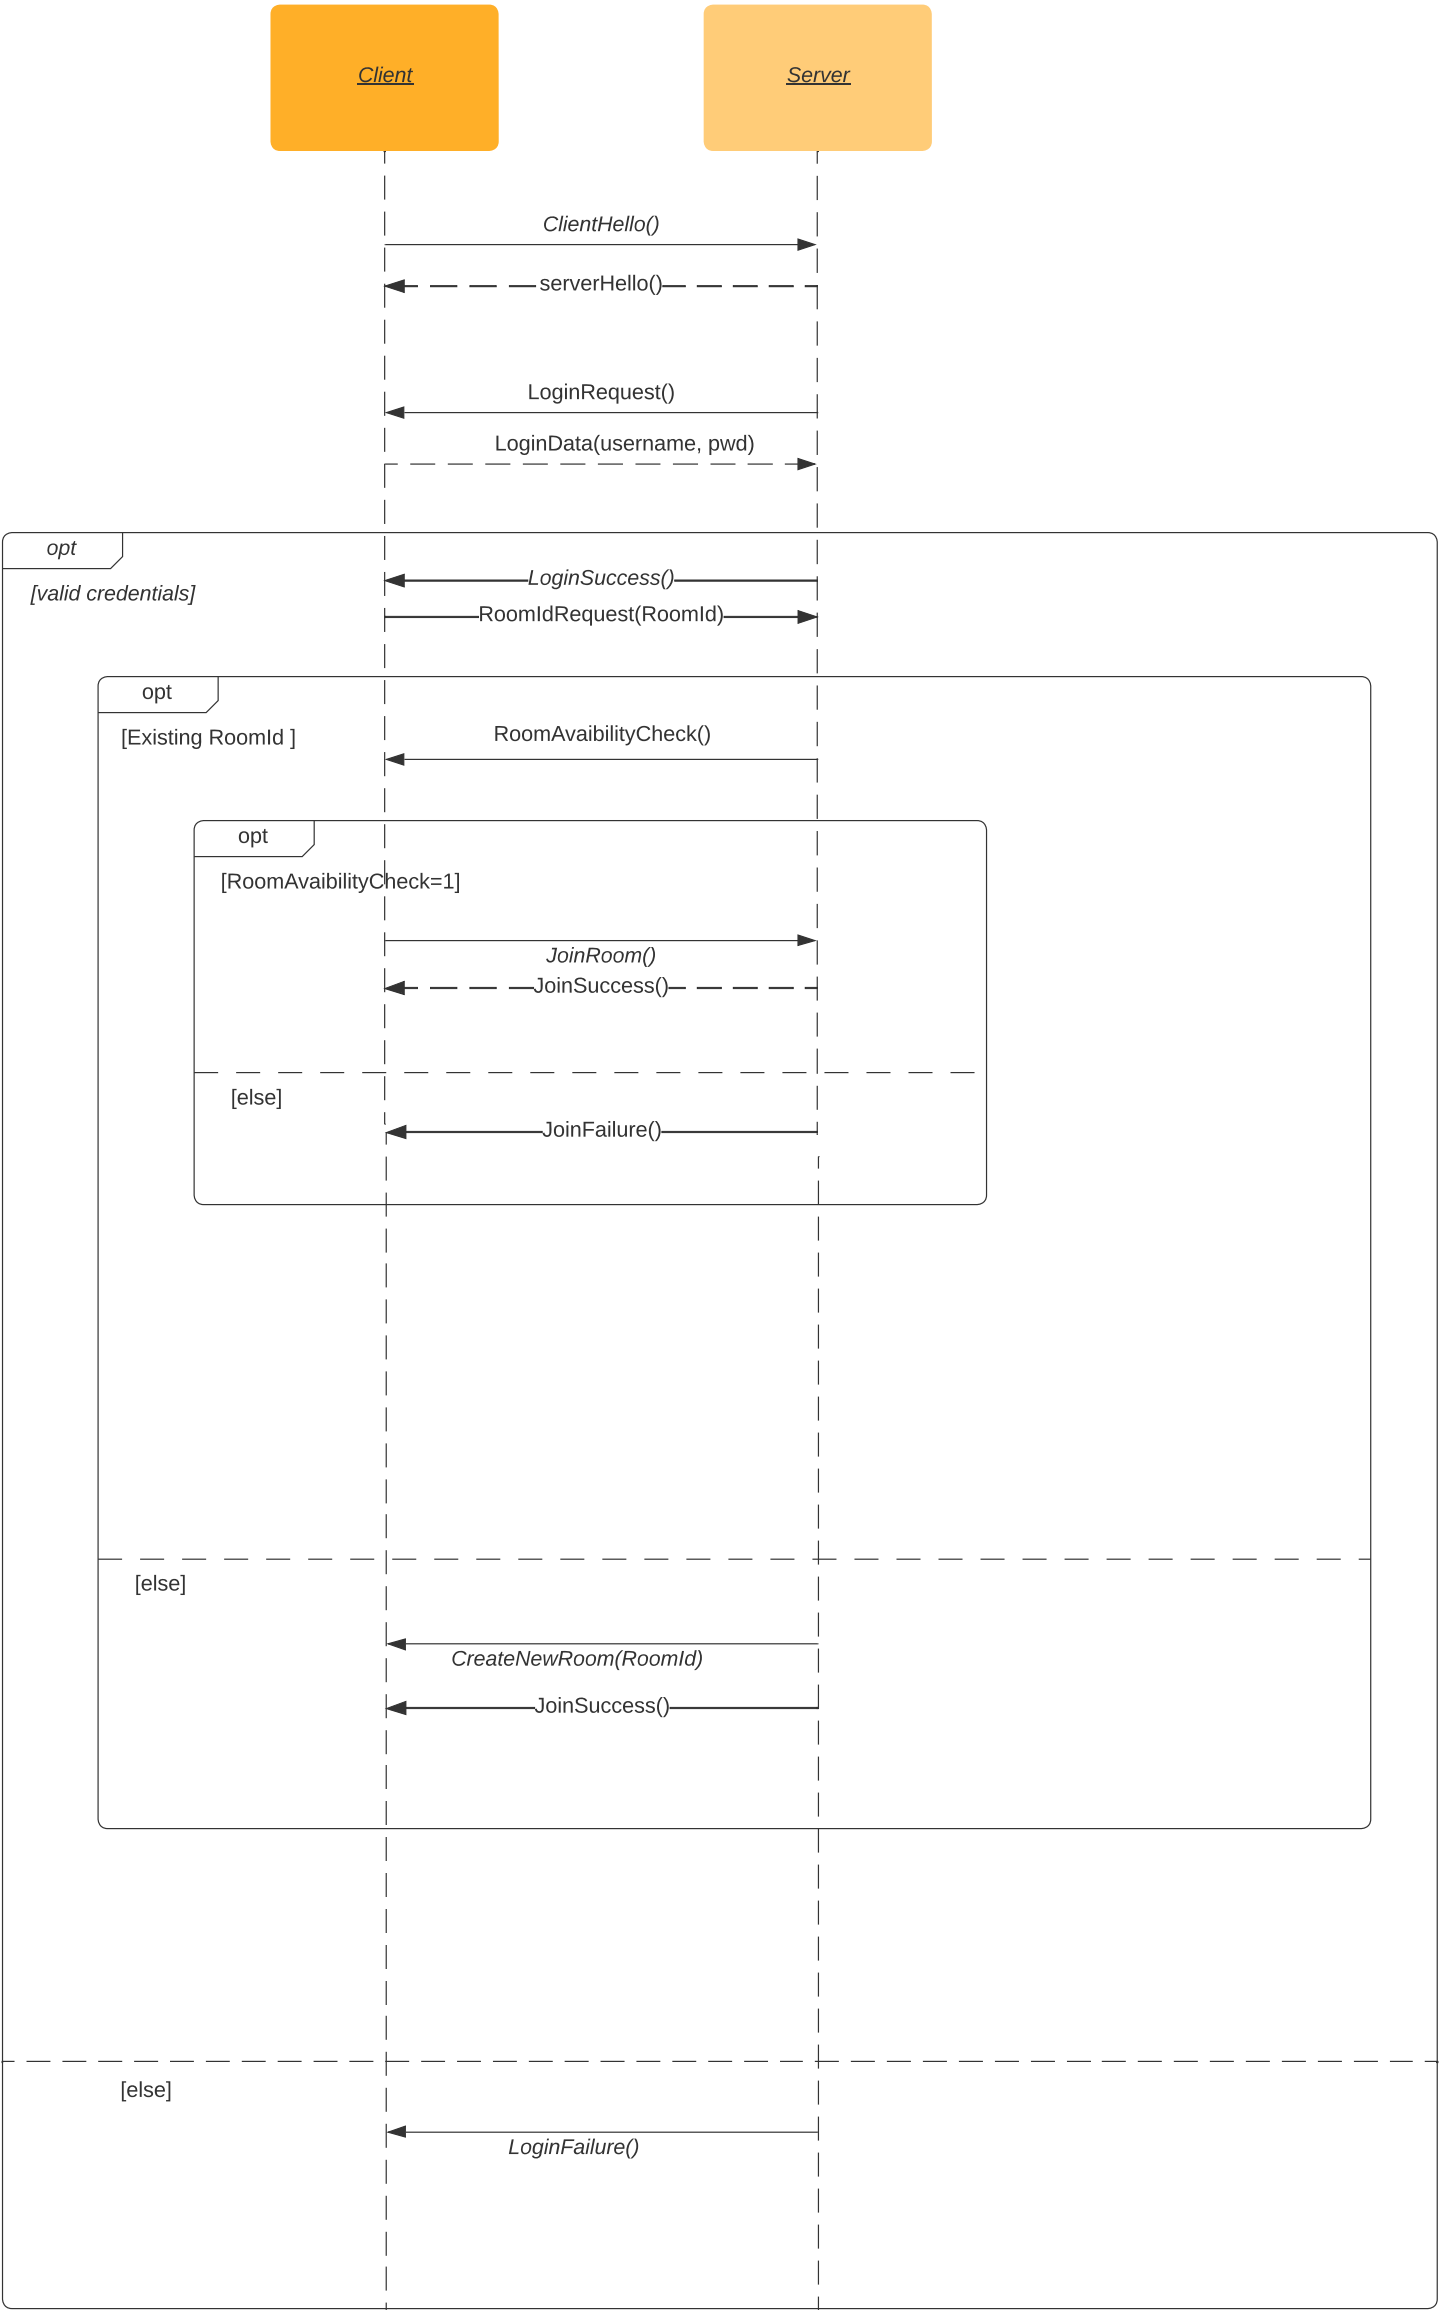 Client
Server
ClientHello()
serverHello()
LoginRequest()
LoginData(username, pwd)
opt
[valid credentials]
LoginSuccess()
RoomIdRequest(RoomId)
opt
[Existing RoomId ]
RoomAvaibilityCheck()
opt
[RoomAvaibilityCheck=1]
JoinRoom()
JoinSuccess()
[else]
JoinFailure()
[else]
CreateNewRoom(RoomId)
JoinSuccess()
[else]
LoginFailure()